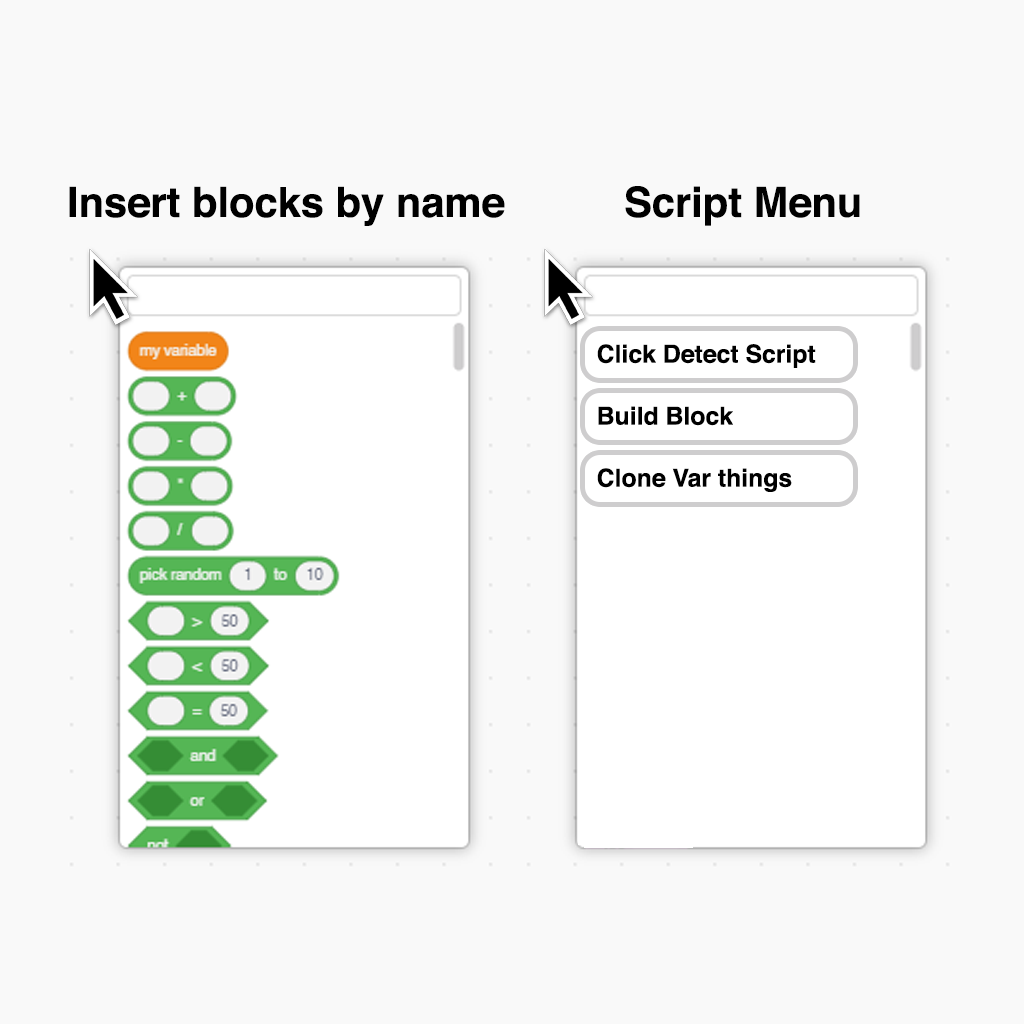 Insert blocks by name
Script Menu
my variable
+
-
*
/
pick random 1 to 10
> 50
< 50
= 50
and
or
not
Click Detect Script
Build Block
Clone Var things